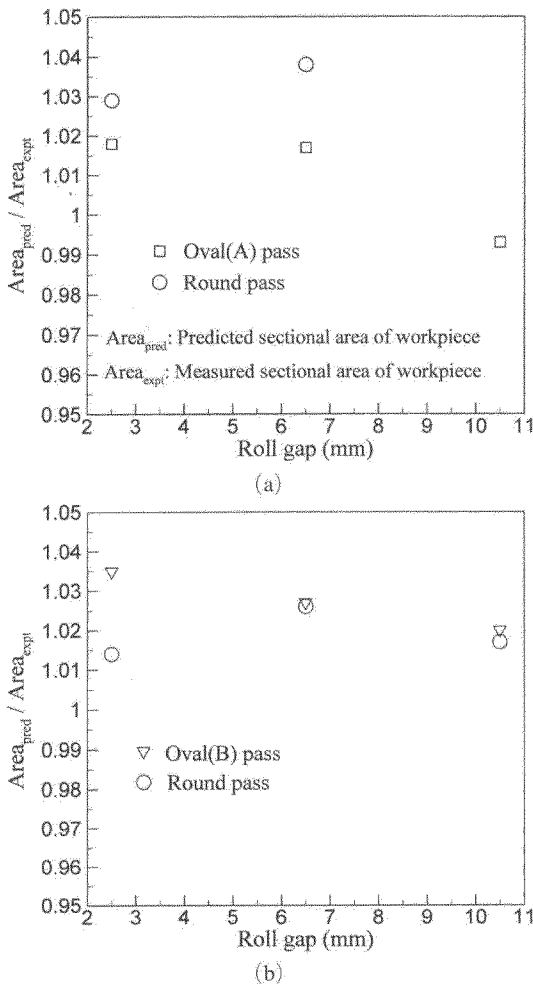 1.05
1.04
1.03
1.02
1.01
1
0.99
0.98
0.97
0.96
0.95
Area_pred / Area_expt
Oval(A) pass
Round pass
Area_pred: Predicted sectional area of workpiece
Area_expt: Measured sectional area of workpiece
2 3 4 5 6 7 8 9 10 11
Roll gap (mm)
(a)
1.05
1.04
1.03
1.02
1.01
1
0.99
0.98
0.97
0.96
0.95
Area_pred / Area_expt
Oval(B) pass
Round pass
2 3 4 5 6 7 8 9 10 11
Roll gap (mm)
(b)